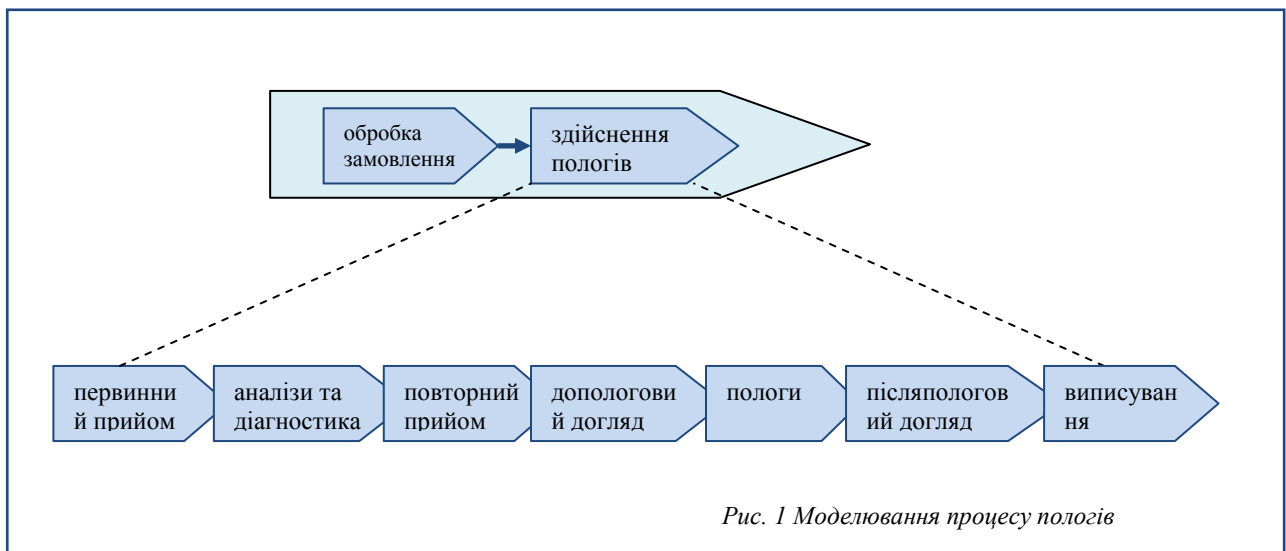 обробка
замовлення
здійснення
пологів
первинни
й прийом
аналізи та
діагностика
повторний
прийом
допологови
й догляд
пологи
післяпологов
ий догляд
виписуван
ня
Рис. 1 Моделювання процесу пологів